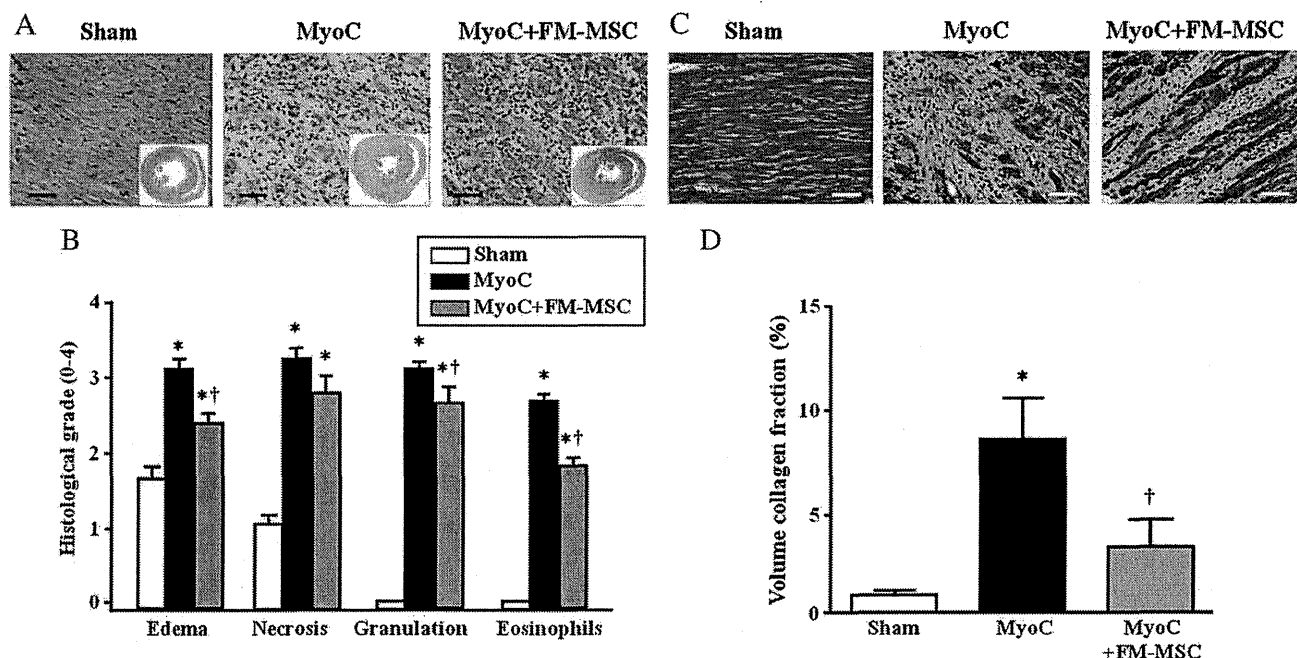 A
Sham
MyoC
MyoC+FM-MSC
C
Sham
MyoC
MyoC+FM-MSC
B
Sham
MyoC
MyoC+FM-MSC
Histological grade (0-4)
4
3
2
1
0
*
*†
*
*
*
*†
*
*†
Edema
Necrosis
Granulation
Eosinophils
D
Volume collagen fraction (%)
15
10
5
0
*
†
Sham
MyoC
MyoC
+FM-MSC